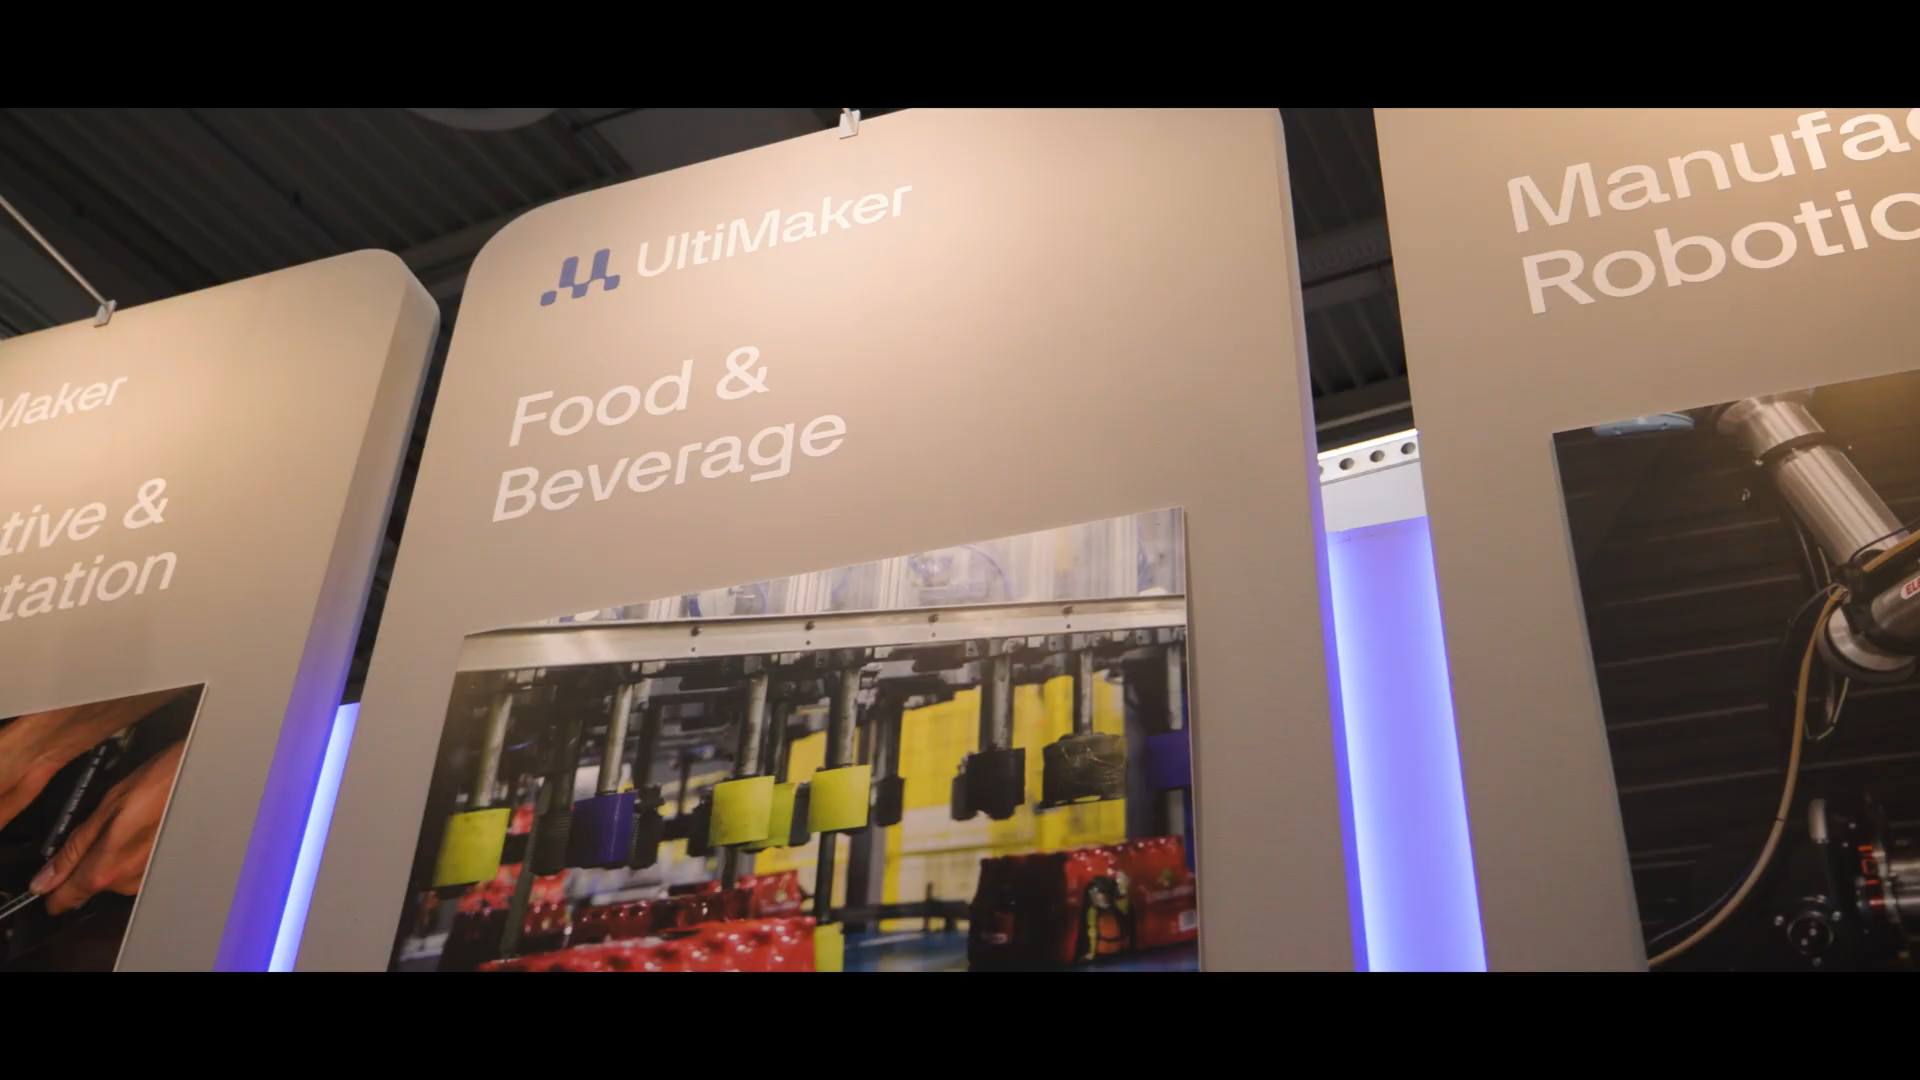 Maker
tive &
tation
UltiMaker
Food &
Beverage
Manufac
Robotic